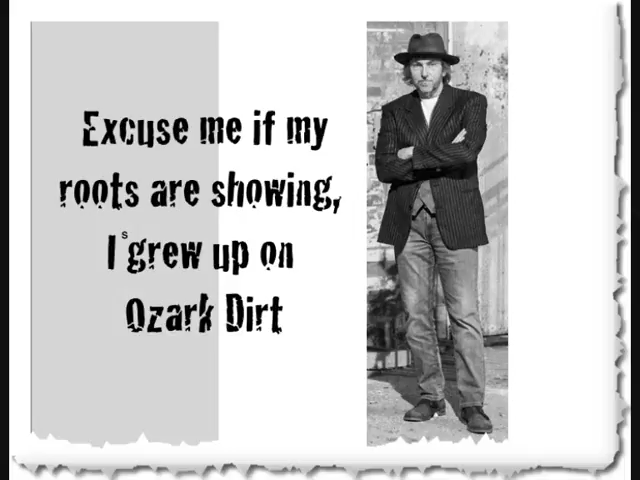 Excuse me if my
roots are showing,
I s grew up on
Ozark Dirt